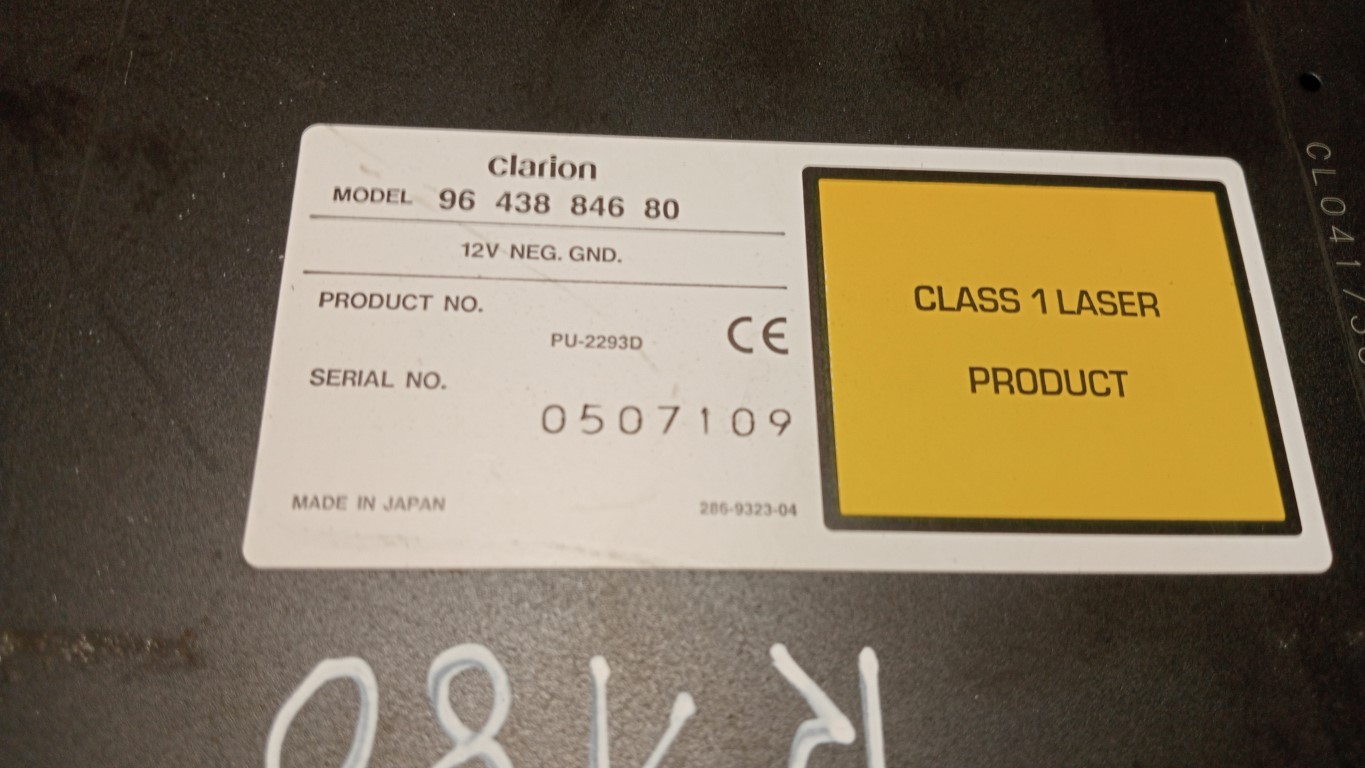 Clarion
MODEL 96 438 846 80
12V NEG. GND.
PRODUCT NO.
PU-2293D
CE
SERIAL NO.
0507109
MADE IN JAPAN
286-9323-04
CLASS 1 LASER
PRODUCT